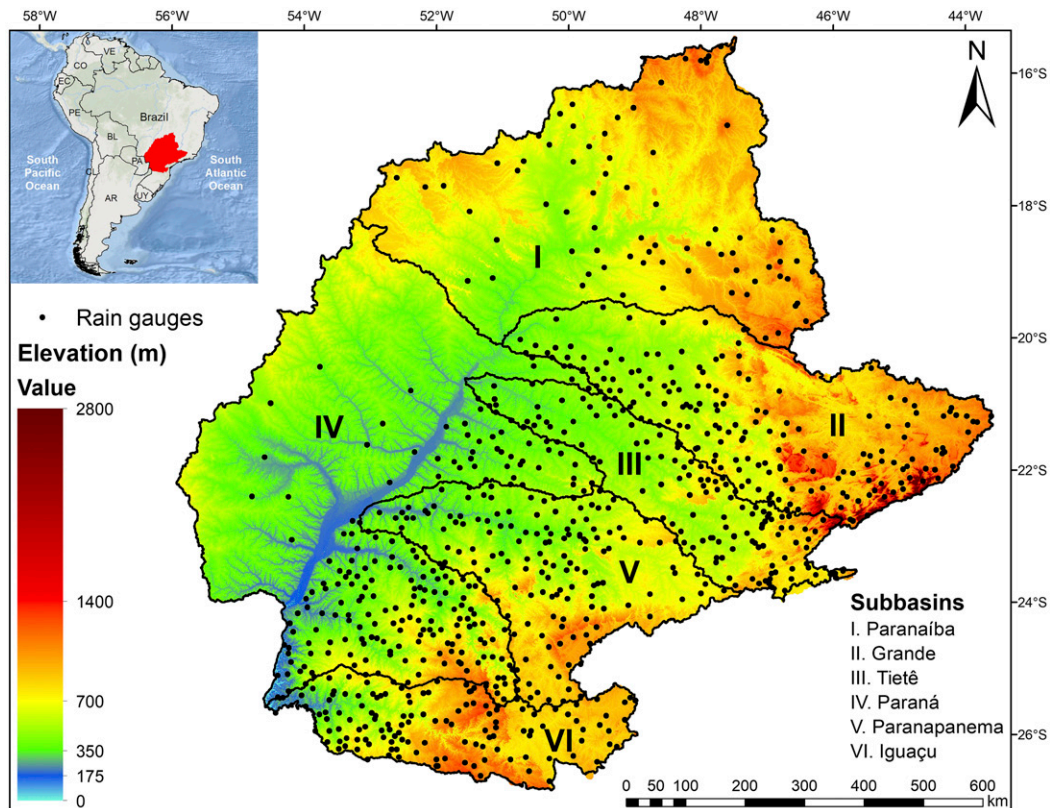 58°W 56°W 54°W 52°W 50°W 48°W 46°W 44°W
N
VE
CO
EC
PE
Brazil
BL
PA
CL
AR
UY
South
Pacific
Ocean
South
Atlantic
Ocean
16°S
18°S
20°S
22°S
24°S
26°S
I
II
III
IV
V
VI
Rain gauges
Elevation (m)
Value
2800
1400
700
350
175
0
Subbasins
I. Paranaíba
II. Grande
III. Tietê
IV. Paraná
V. Paranapanema
VI. Iguaçu
0 50 100 200 300 400 500 600
km